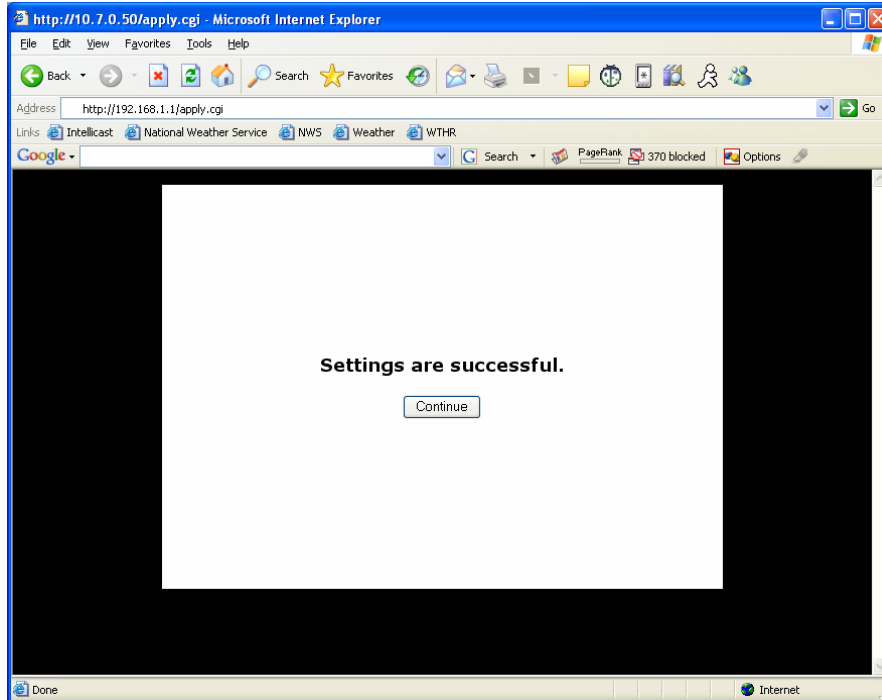 http://10.7.0.50/apply.cgi - Microsoft Internet Explorer
File Edit View Favorites Tools Help
Back Search Favorites
Address http://192.168.1.1/apply.cgi Go
Links Intellicast National Weather Service NWS Weather WTHR
Google Search PageRank 370 blocked Options
Settings are successful.
Continue
Done Internet